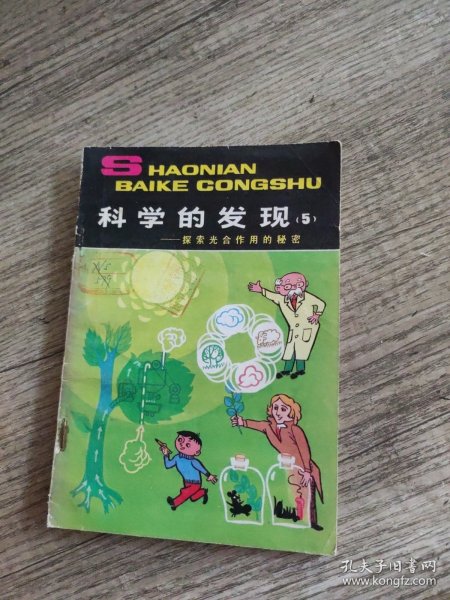 SHAONIAN
BAIKE CONGSHU
科学的发现(5)
——探索光合作用的秘密
孔夫子旧书网
www.kongfz.com